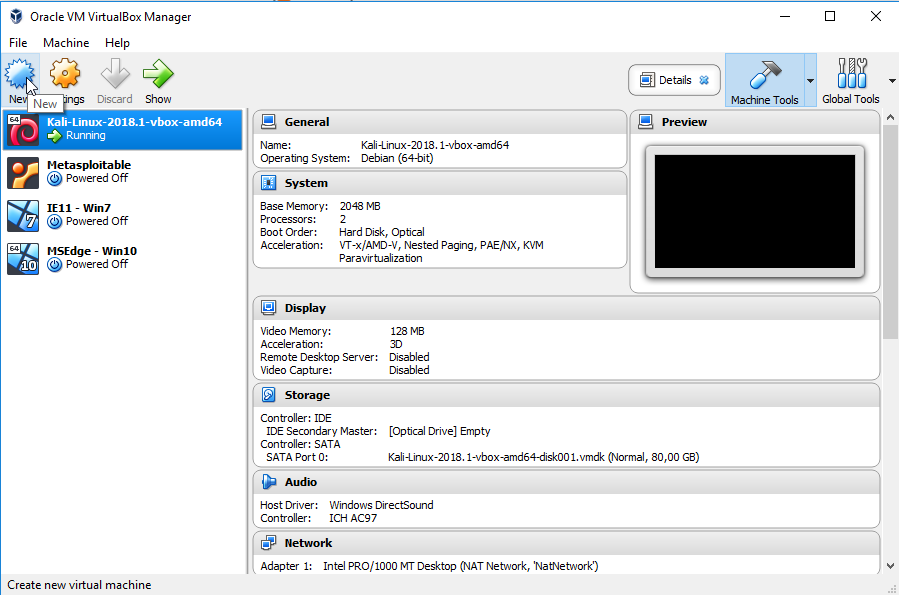 Oracle VM VirtualBox Manager
File Machine Help
New Settings Discard Show
New
Details
Machine Tools
Global Tools
64
Kali-Linux-2018.1-vbox-amd64
Running
Metasploitable
Powered Off
7
IE11 - Win7
Powered Off
64
10
MSEdge - Win10
Powered Off
General
Name: Kali-Linux-2018.1-vbox-amd64
Operating System: Debian (64-bit)
System
Base Memory: 2048 MB
Processors: 2
Boot Order: Hard Disk, Optical
Acceleration: VT-x/AMD-V, Nested Paging, PAE/NX, KVM
Paravirtualization
Preview
Display
Video Memory: 128 MB
Acceleration: 3D
Remote Desktop Server: Disabled
Video Capture: Disabled
Storage
Controller: IDE
IDE Secondary Master: [Optical Drive] Empty
Controller: SATA
SATA Port 0: Kali-Linux-2018.1-vbox-amd64-disk001.vmdk (Normal, 80,00 GB)
Audio
Host Driver: Windows DirectSound
Controller: ICH AC97
Network
Adapter 1: Intel PRO/1000 MT Desktop (NAT Network, 'NatNetwork')
Create new virtual machine